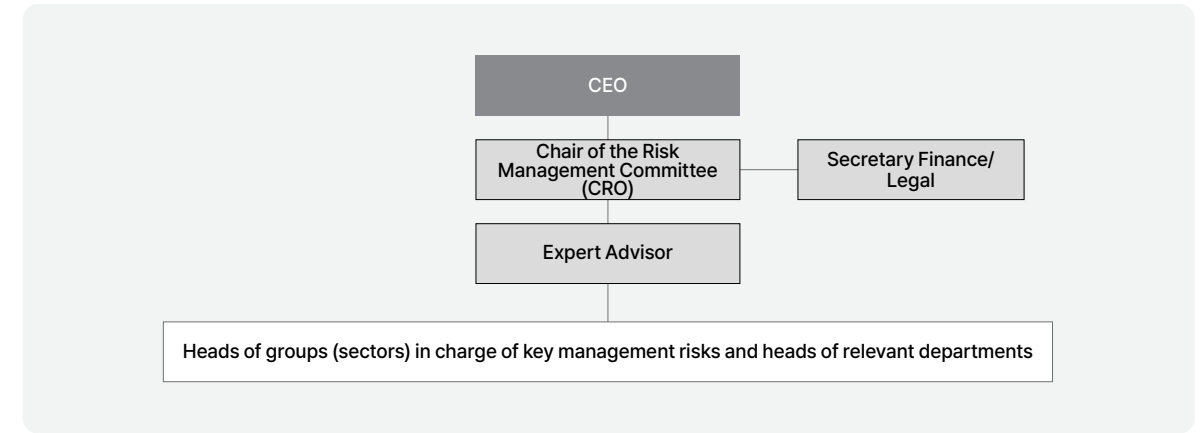 CEO
Chair of the Risk
Management Committee
(CRO)
Secretary Finance/
Legal
Expert Advisor
Heads of groups (sectors) in charge of key management risks and heads of relevant departments